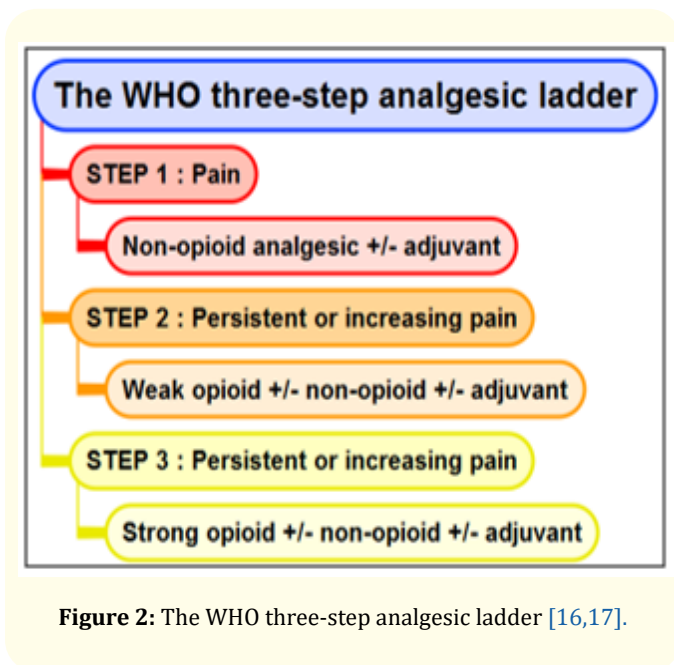 The WHO three-step analgesic ladder
STEP 1 : Pain
Non-opioid analgesic +/- adjuvant
STEP 2 : Persistent or increasing pain
Weak opioid +/- non-opioid +/- adjuvant
STEP 3 : Persistent or increasing pain
Strong opioid +/- non-opioid +/- adjuvant
Figure 2: The WHO three-step analgesic ladder [16,17].